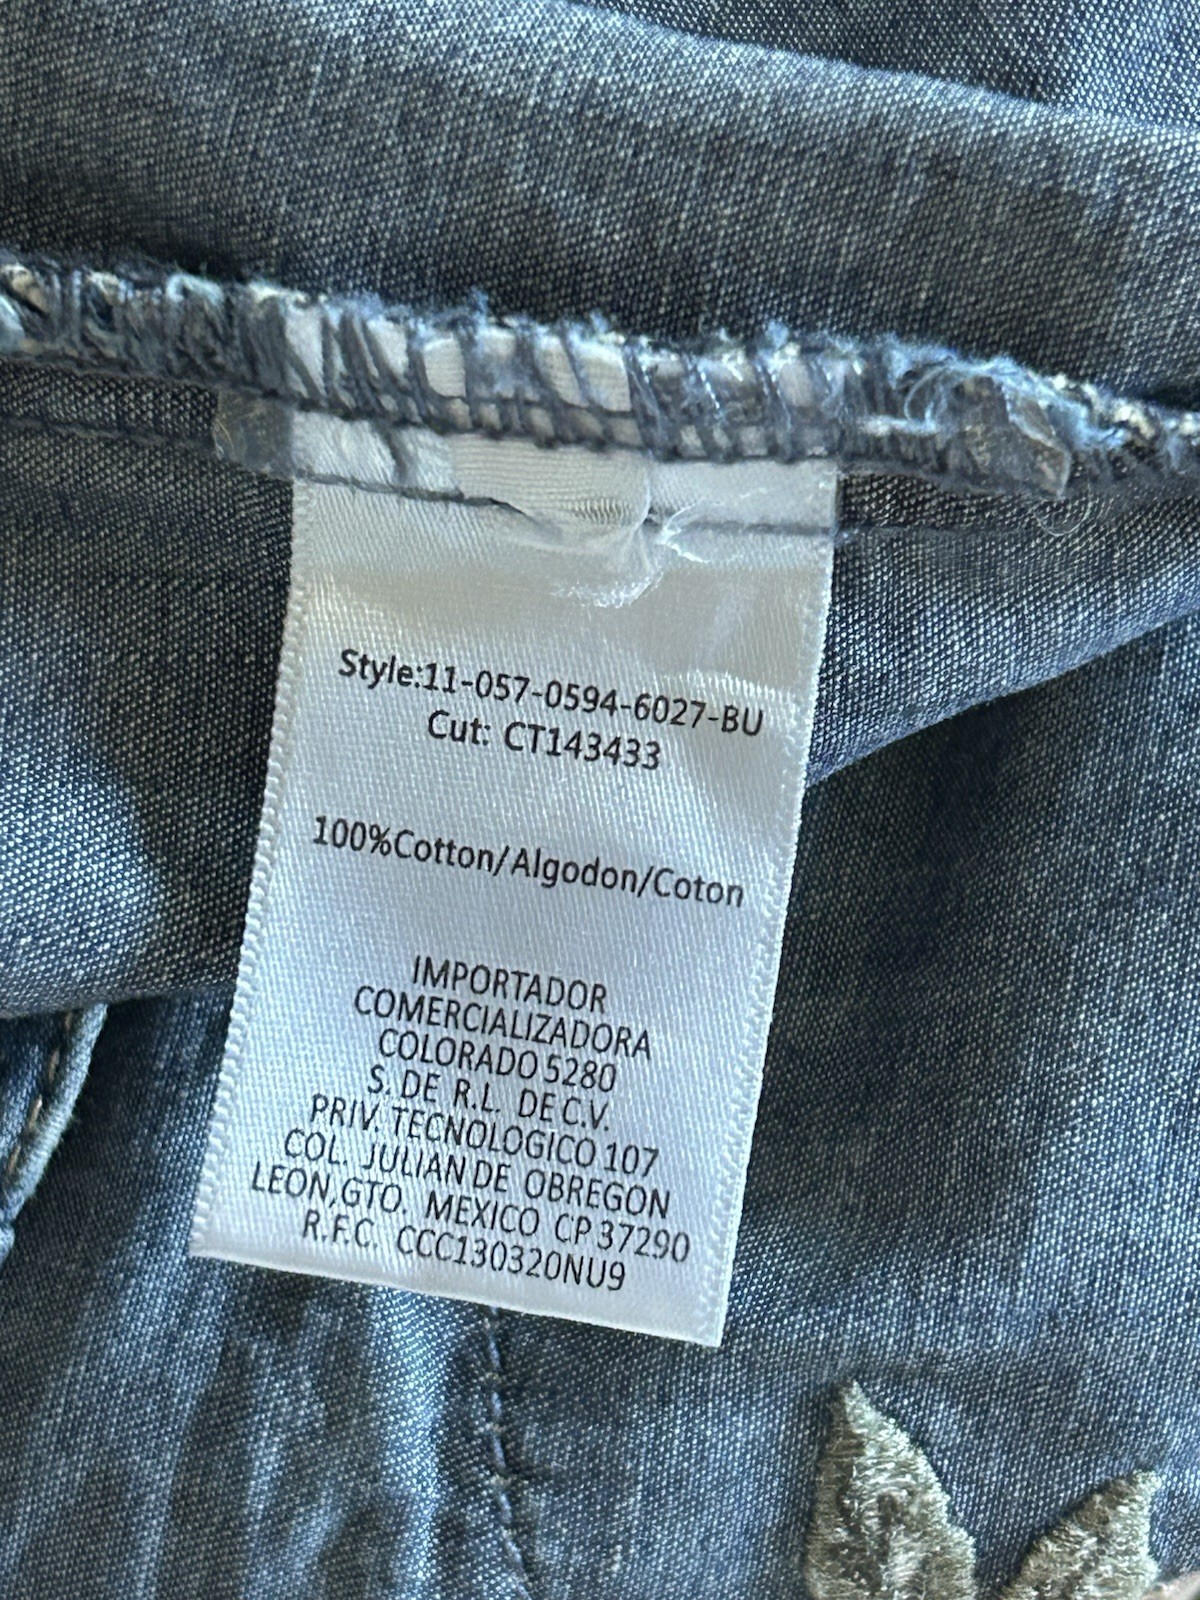 Style:11-057-0594-6027-BU
Cut: CT143433
100%Cotton/Algodon/Coton
IMPORTADOR
COMERCIALIZADORA
COLORADO 5280
S. DE R.L. DE C.V.
PRIV. TECNOLOGICO 107
COL. JULIAN DE OBREGON
LEON,GTO. MEXICO CP 37290
R.F.C. CCC130320NU9